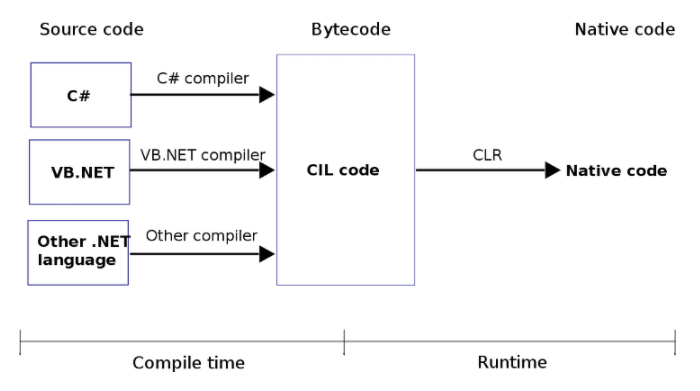 Source code
Bytecode
Native code
C# compiler
C#
VB.NET compiler
VB.NET
CIL code
CLR
Native code
Other compiler
Other .NET
language
Compile time
Runtime